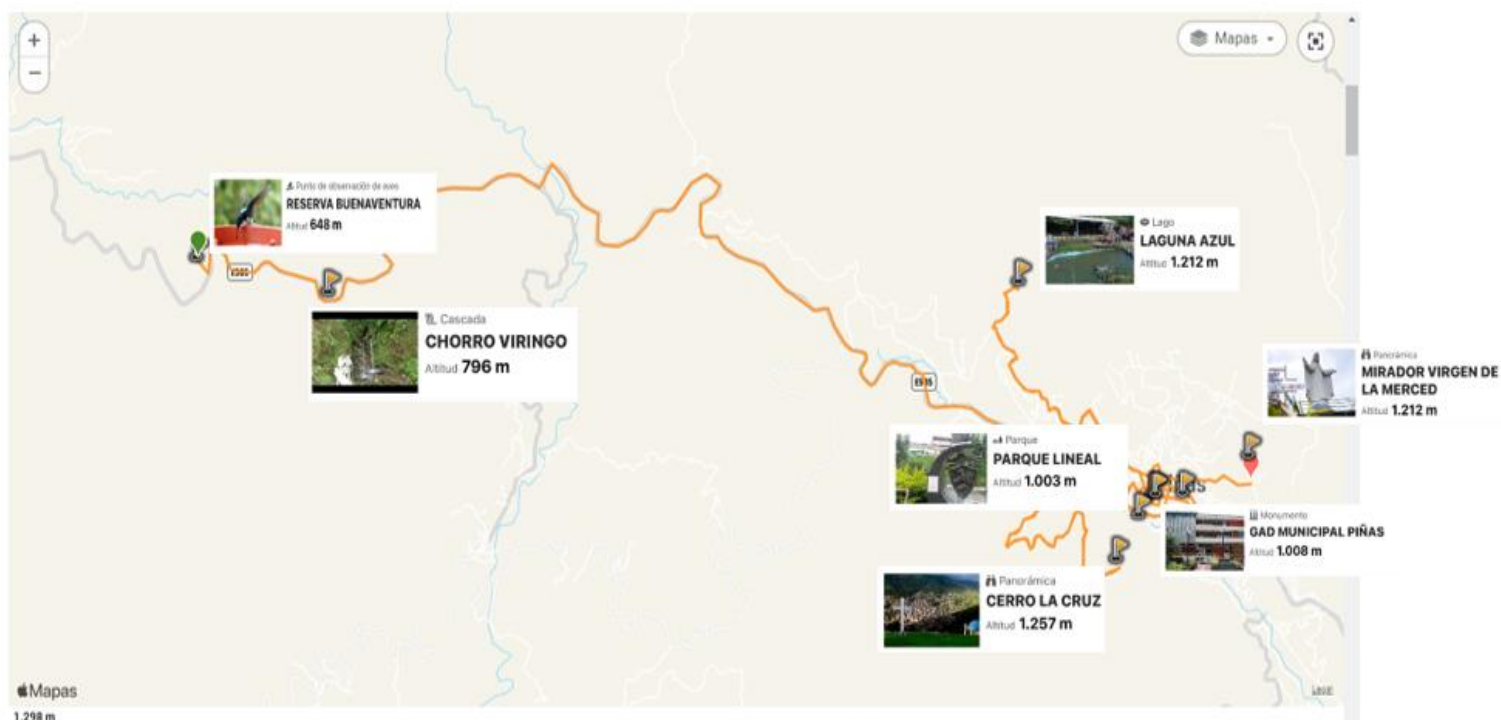 +
−
Mapas
Punto de observación de aves
RESERVA BUENAVENTURA
Altitud 648 m
E585
Cascada
CHORRO VIRINGO
Altitud 796 m
Lago
LAGUNA AZUL
Altitud 1.212 m
Panorámica
MIRADOR VIRGEN DE
LA MERCED
Altitud 1.212 m
Parque
PARQUE LINEAL
Altitud 1.003 m
Monumento
GAD MUNICIPAL PIÑAS
Altitud 1.008 m
Panorámica
CERRO LA CRUZ
Altitud 1.257 m
Mapas
Legal
1.298 m